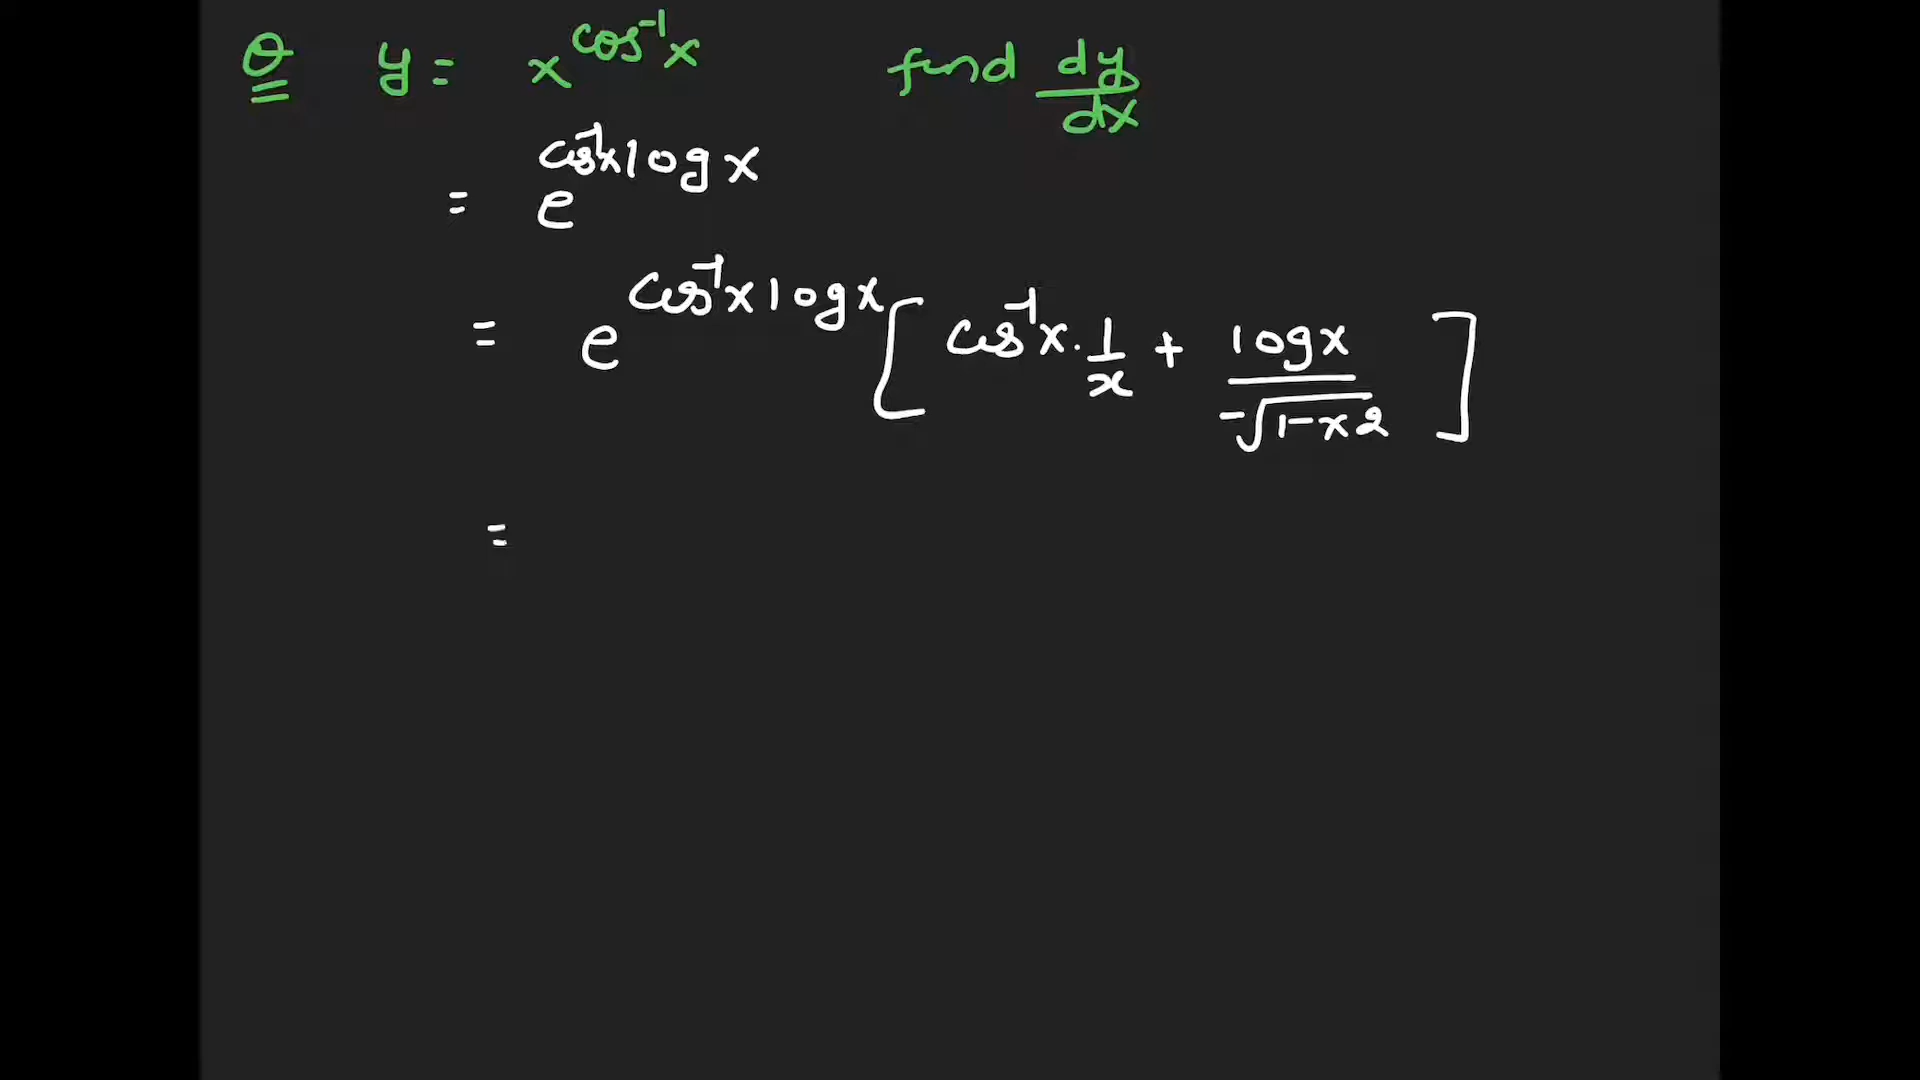 Q y = x^{cos⁻¹x} find dy/dx
= e^{cos⁻¹x log x}
= e^{cos⁻¹x log x} [cos⁻¹x · 1/x + log x / -√(1-x2)]
=